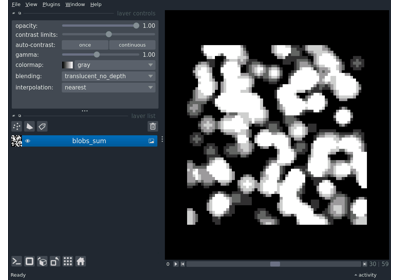 File View Plugins Window Help
layer controls
opacity: 1.00
contrast limits:
auto-contrast: once continuous
gamma: 1.00
colormap: gray
blending: translucent_no_depth
interpolation: nearest
layer list
blobs_sum
30 59
Ready
activity